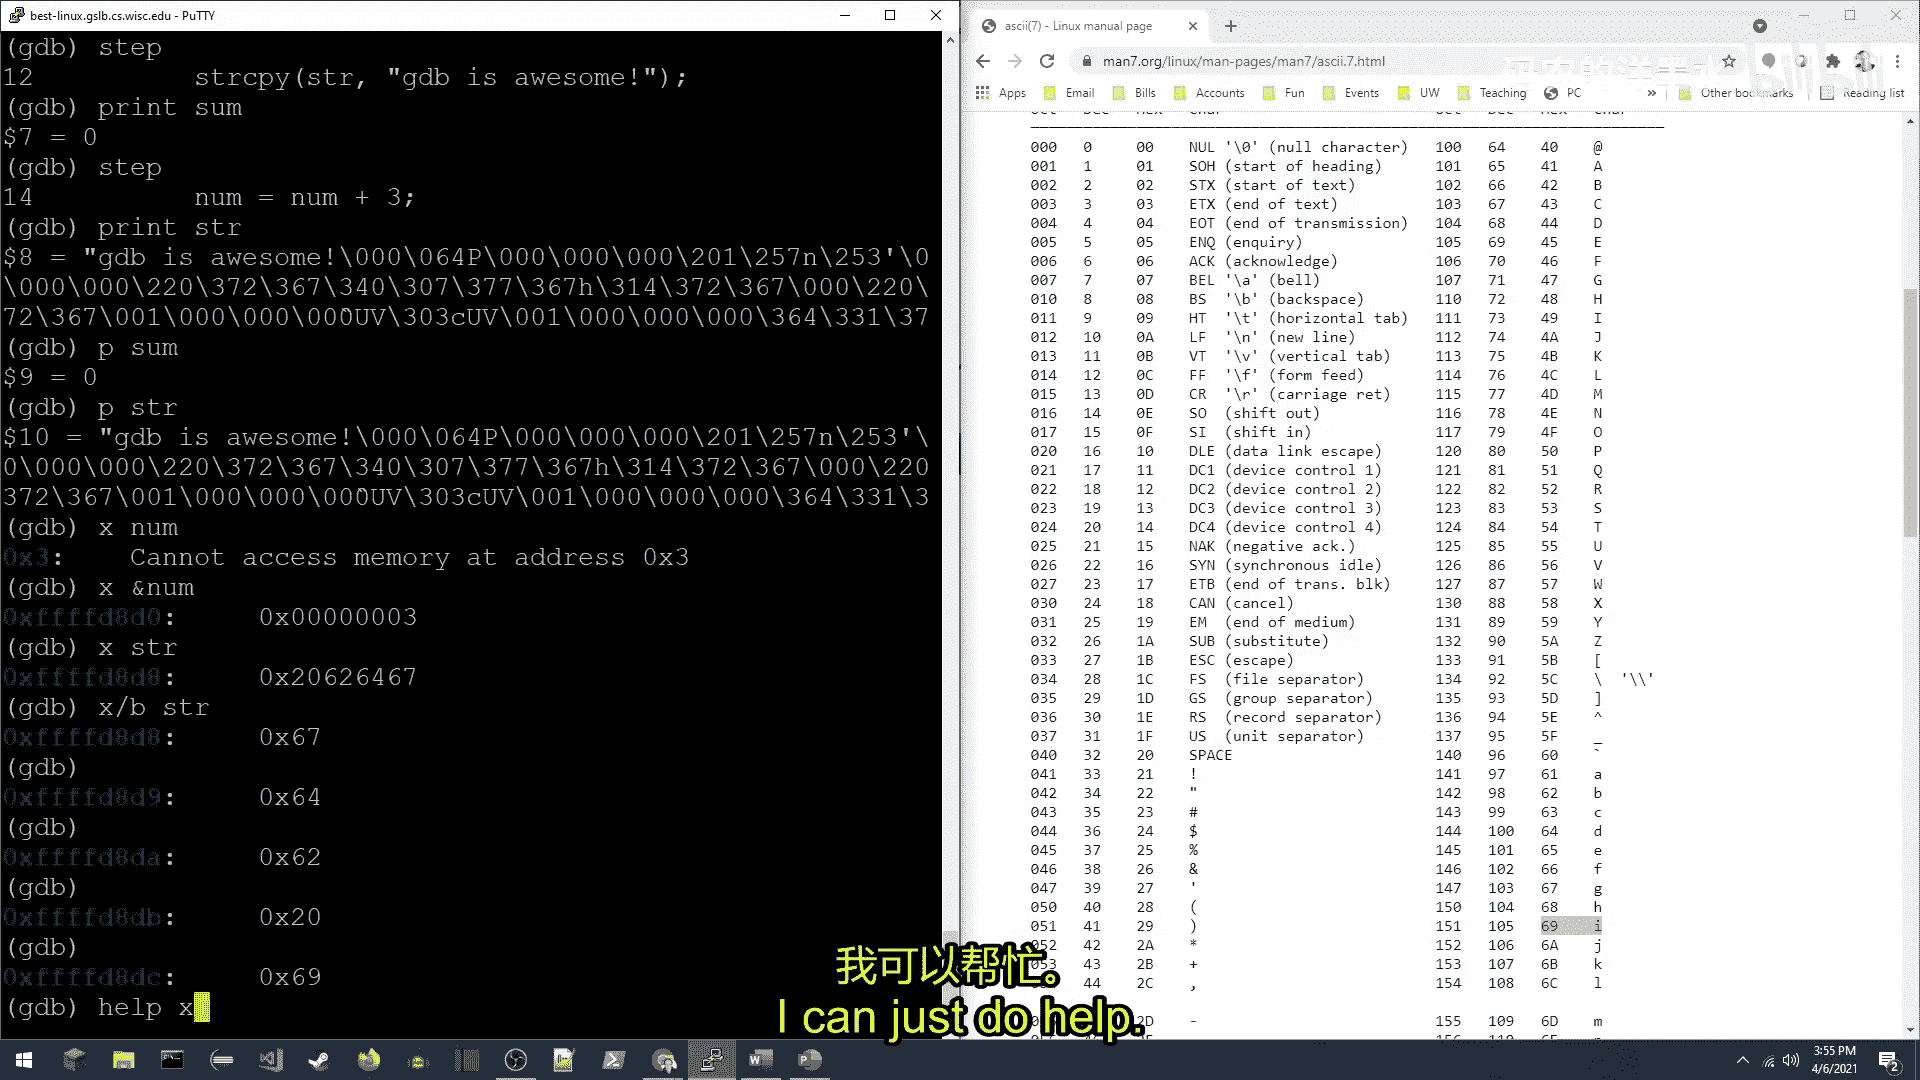 best-linux.gslb.cs.wisc.edu - PuTTY
(gdb) step
12          strcpy(str, "gdb is awesome!");
(gdb) print sum
$7 = 0
(gdb) step
14          num = num + 3;
(gdb) print str
$8 = "gdb is awesome!\000\064P\000\000\000\201\257n\253'\0
\000\000\220\372\367\340\307\377\367h\314\372\367\000\220\
72\367\001\000\000\000UV\303cUV\001\000\000\000\364\331\37
(gdb) p sum
$9 = 0
(gdb) p str
$10 = "gdb is awesome!\000\064P\000\000\000\201\257n\253'\
0\000\000\220\372\367\340\307\377\367h\314\372\367\000\220
372\367\001\000\000\000UV\303cUV\001\000\000\000\364\331\3
(gdb) x num
0x3:    Cannot access memory at address 0x3
(gdb) x &num
0xffffd8d0:     0x00000003
(gdb) x str
0xffffd8d8:     0x20626467
(gdb) x/b str
0xffffd8d8:     0x67
(gdb)
0xffffd8d9:     0x64
(gdb)
0xffffd8da:     0x62
(gdb)
0xffffd8db:     0x20
(gdb)
0xffffd8dc:     0x69
(gdb) help x
ascii(7) - Linux manual page
man7.org/linux/man-pages/man7/ascii.7.html
Apps Email Bills Accounts Fun Events UW Teaching PC » Other bookmarks Reading list
000 0 00 NUL '\0' (null character) 100 64 40 @
001 1 01 SOH (start of heading) 101 65 41 A
002 2 02 STX (start of text) 102 66 42 B
003 3 03 ETX (end of text) 103 67 43 C
004 4 04 EOT (end of transmission) 104 68 44 D
005 5 05 ENQ (enquiry) 105 69 45 E
006 6 06 ACK (acknowledge) 106 70 46 F
007 7 07 BEL '\a' (bell) 107 71 47 G
010 8 08 BS '\b' (backspace) 110 72 48 H
011 9 09 HT '\t' (horizontal tab) 111 73 49 I
012 10 0A LF '\n' (new line) 112 74 4A J
013 11 0B VT '\v' (vertical tab) 113 75 4B K
014 12 0C FF '\f' (form feed) 114 76 4C L
015 13 0D CR '\r' (carriage ret) 115 77 4D M
016 14 0E SO (shift out) 116 78 4E N
017 15 0F SI (shift in) 117 79 4F O
020 16 10 DLE (data link escape) 120 80 50 P
021 17 11 DC1 (device control 1) 121 81 51 Q
022 18 12 DC2 (device control 2) 122 82 52 R
023 19 13 DC3 (device control 3) 123 83 53 S
024 20 14 DC4 (device control 4) 124 84 54 T
025 21 15 NAK (negative ack.) 125 85 55 U
026 22 16 SYN (synchronous idle) 126 86 56 V
027 23 17 ETB (end of trans. blk) 127 87 57 W
030 24 18 CAN (cancel) 130 88 58 X
031 25 19 EM (end of medium) 131 89 59 Y
032 26 1A SUB (substitute) 132 90 5A Z
033 27 1B ESC (escape) 133 91 5B [
034 28 1C FS (file separator) 134 92 5C \ '\\'
035 29 1D GS (group separator) 135 93 5D ]
036 30 1E RS (record separator) 136 94 5E ^
037 31 1F US (unit separator) 137 95 5F _
040 32 20 SPACE 140 96 60 `
041 33 21 ! 141 97 61 a
042 34 22 " 142 98 62 b
043 35 23 # 143 99 63 c
044 36 24 $ 144 100 64 d
045 37 25 % 145 101 65 e
046 38 26 & 146 102 66 f
047 39 27 ' 147 103 67 g
050 40 28 ( 150 104 68 h
051 41 29 ) 151 105 69 i
052 42 2A * 152 106 6A j
053 43 2B + 153 107 6B k
44 2C , 154 108 6C l
2D - 155 109 6D m
我可以帮忙。
I can just do help.
3:55 PM
4/6/2021
2